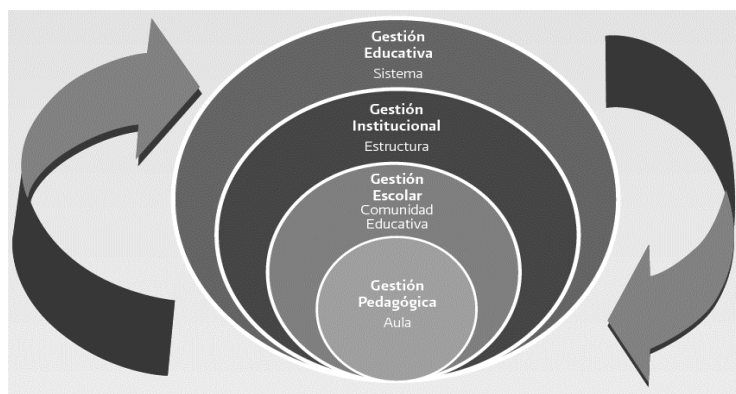 Gestión
Educativa
Sistema
Gestión
Institucional
Estructura
Gestión
Escolar
Comunidad
Educativa
Gestión
Pedagógica
Aula